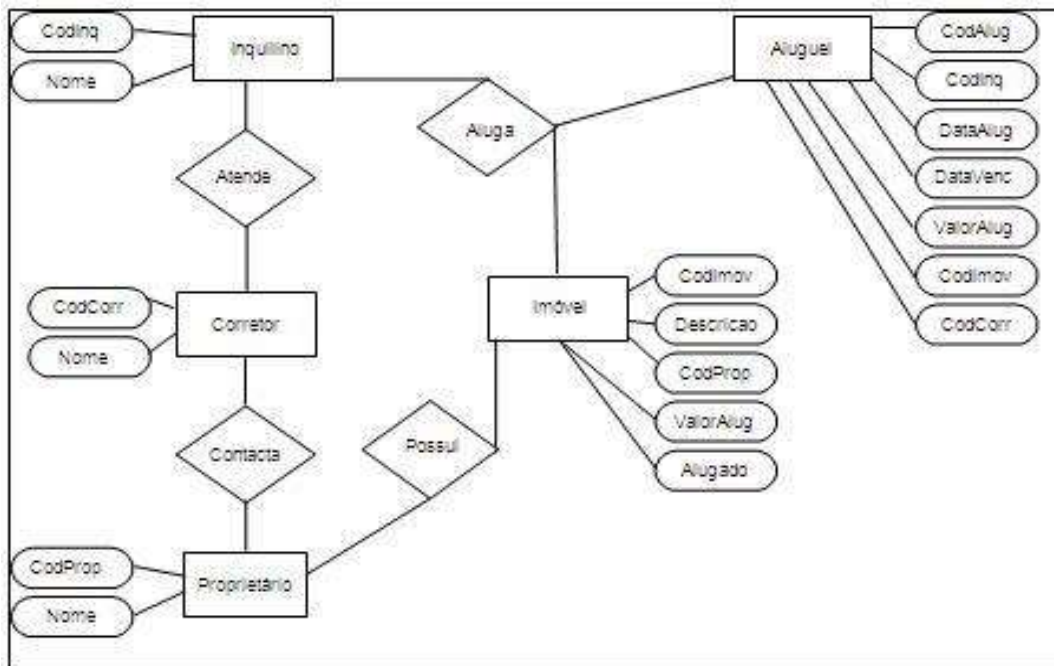 CodInq
Inquilino
Aluguel
CodAlug
Nome
CodInq
Aluga
DataAlug
Atende
DataVenc
ValorAlug
CodImov
CodImov
CodCorr
Corretor
Imóvel
Descricao
CodCorr
Nome
CodProp
ValorAlug
Contacta
Possui
Alugado
CodProp
Proprietário
Nome